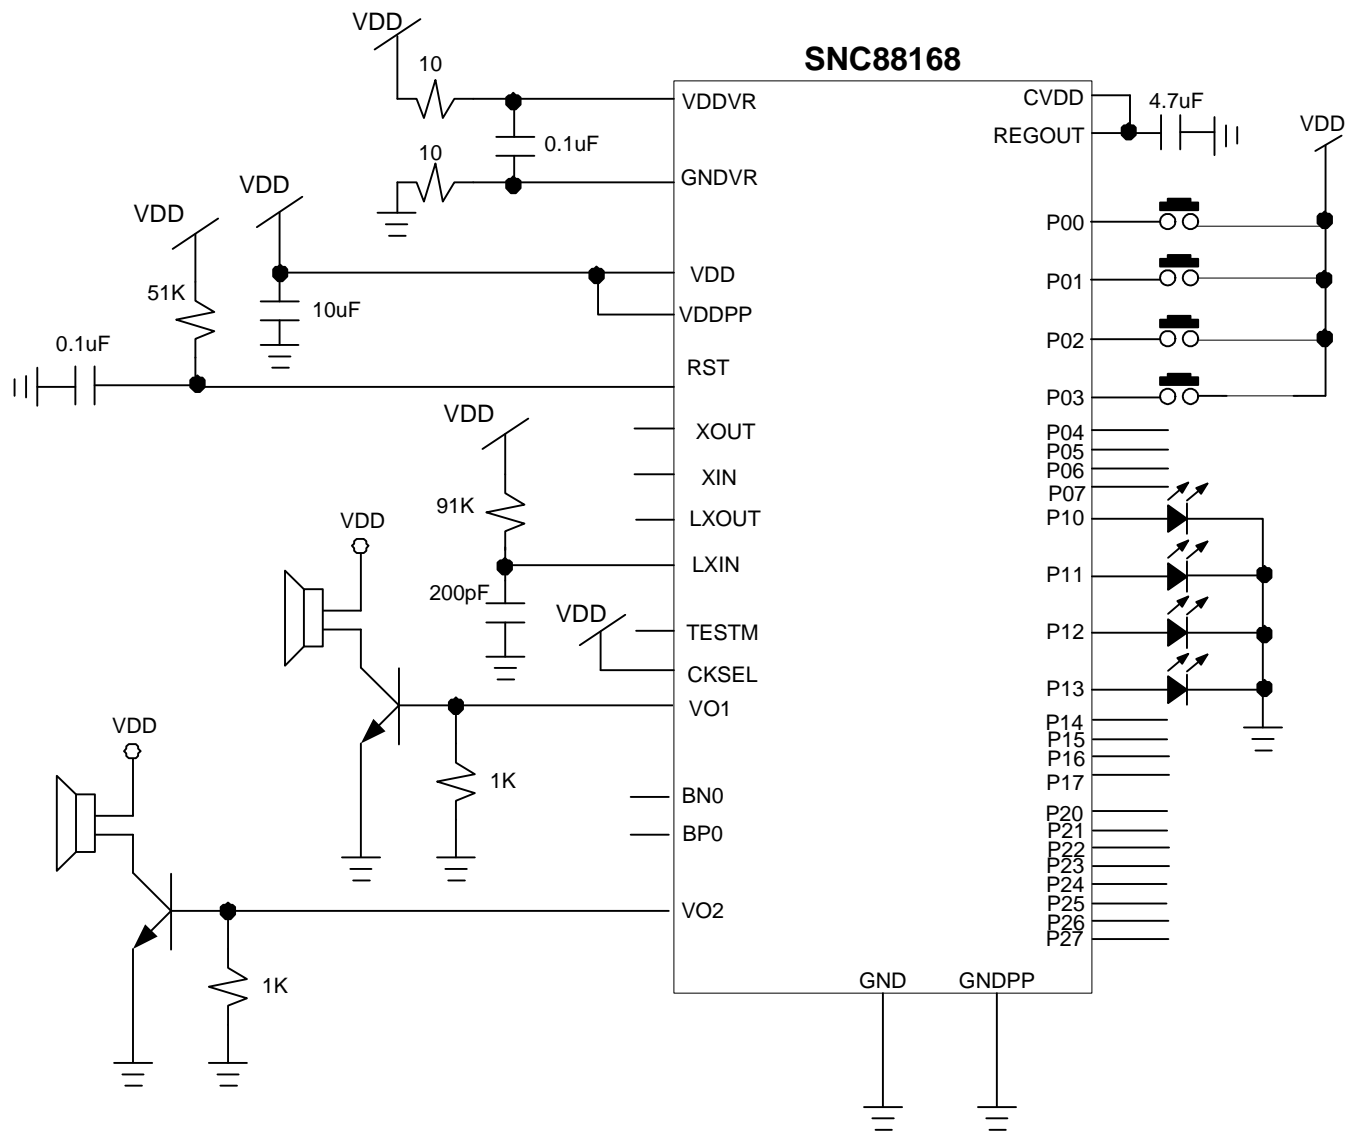 SNC88168
VDD
10
0.1uF
10
VDD
VDD
51K
10uF
0.1uF
VDD
91K
200pF
VDD
VDD
1K
VDD
1K
VDDVR
GNDVR
VDD
VDDPP
RST
XOUT
XIN
LXOUT
LXIN
TESTM
CKSEL
VO1
BN0
BP0
VO2
GND
GNDPP
CVDD
REGOUT
4.7uF
VDD
P00
P01
P02
P03
P04
P05
P06
P07
P10
P11
P12
P13
P14
P15
P16
P17
P20
P21
P22
P23
P24
P25
P26
P27